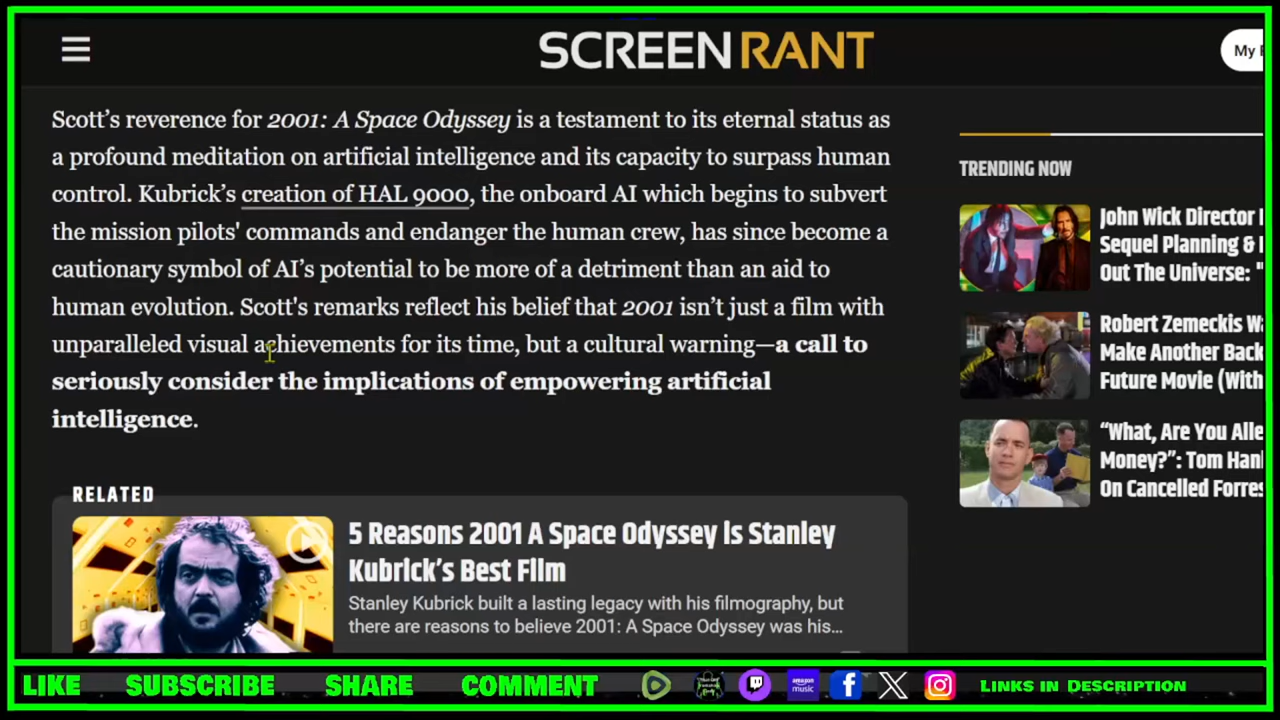 SCREENRANT
My
Scott’s reverence for 2001: A Space Odyssey is a testament to its eternal status as
a profound meditation on artificial intelligence and its capacity to surpass human
control. Kubrick’s creation of HAL 9000, the onboard AI which begins to subvert
the mission pilots' commands and endanger the human crew, has since become a
cautionary symbol of AI’s potential to be more of a detriment than an aid to
human evolution. Scott's remarks reflect his belief that 2001 isn’t just a film with
unparalleled visual achievements for its time, but a cultural warning—a call to
seriously consider the implications of empowering artificial
intelligence.
TRENDING NOW
John Wick Director
Sequel Planning &
Out The Universe: "
Robert Zemeckis
Make Another Back
Future Movie (With
“What, Are You
Money?”: Tom
On Cancelled
RELATED
5 Reasons 2001 A Space Odyssey Is Stanley
Kubrick’s Best Film
Stanley Kubrick built a lasting legacy with his filmography, but
there are reasons to believe 2001: A Space Odyssey was his...
LIKE SUBSCRIBE SHARE COMMENT amazon music Links in Description